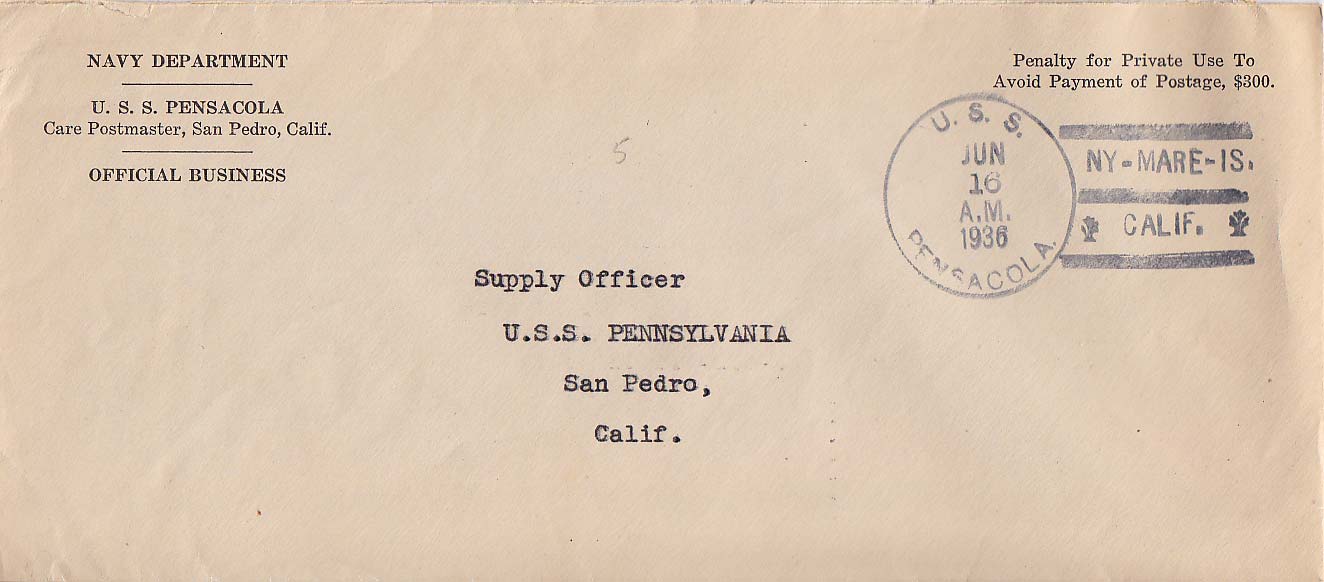 NAVY DEPARTMENT
U. S. S. PENSACOLA
Care Postmaster, San Pedro, Calif.
OFFICIAL BUSINESS
Penalty for Private Use To
Avoid Payment of Postage, $300.
5
U. S. S.
JUN
16
A.M.
1936
PENSACOLA.
NY-MARE-IS.
CALIF.
Supply Officer
U.S.S. PENNSYLVANIA
San Pedro,
Calif.